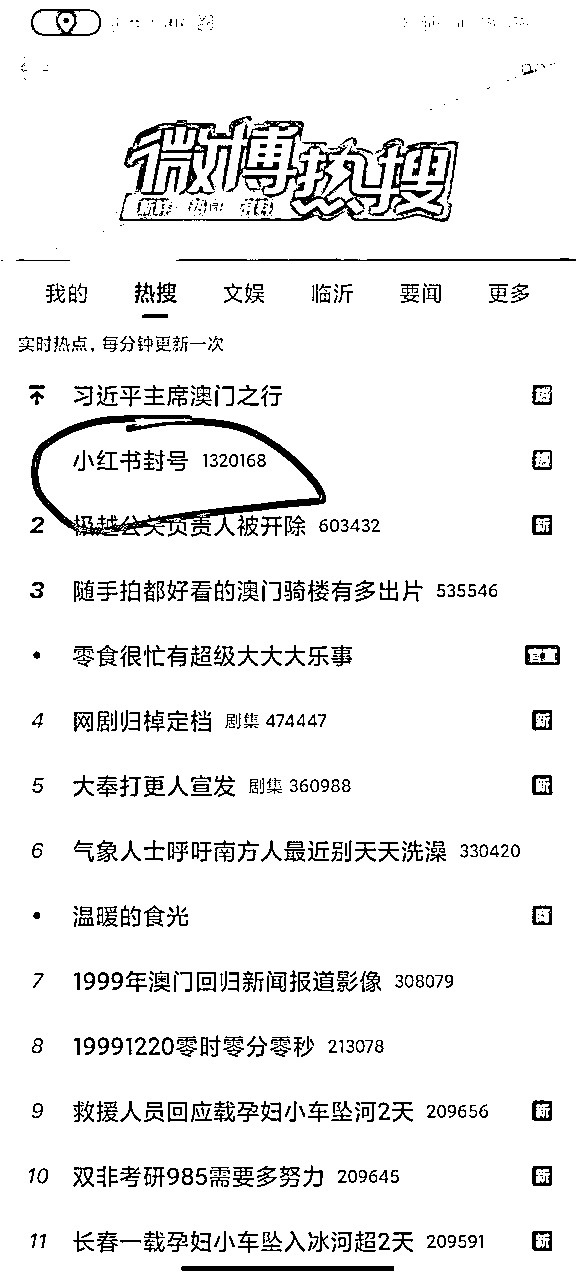 微博热搜
我的 热搜 文娱 临沂 要闻 更多
实时热点，每分钟更新一次
习近平主席澳门之行
小红书封号 1320168
2 极越公关负责人被开除 603432 新
3 随手拍都好看的澳门骑楼有多出片 535546
• 零食很忙有超级大大大乐事
4 网剧归棹定档 剧集 474447 新
5 大奉打更人宣发 剧集 360988 新
6 气象人士呼吁南方人最近别天天洗澡 330420
• 温暖的食光 商
7 1999年澳门回归新闻报道影像 308079
8 19991220零时零分零秒 213078
9 救援人员回应载孕妇小车坠河2天 209656 新
10 双非考研985需要多努力 209645 新
11 长春一载孕妇小车坠入冰河超2天 209591 新